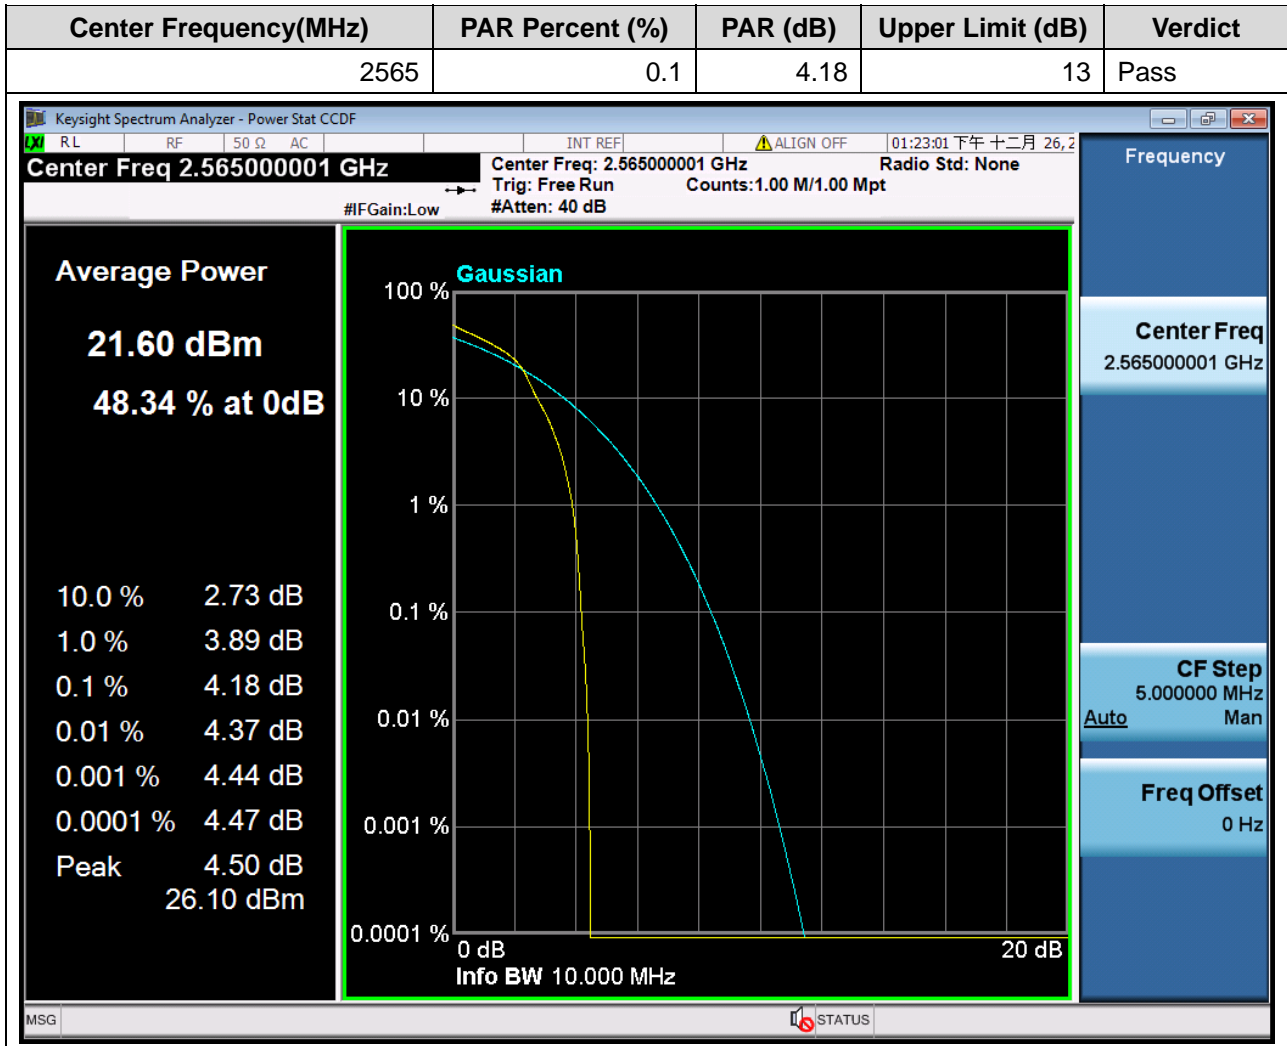 Center Frequency(MHz) PAR Percent (%) PAR (dB) Upper Limit (dB) Verdict
2565 0.1 4.18 13 Pass
Keysight Spectrum Analyzer - Power Stat CCDF
LXI RL RF 50 Ω AC INT REF ALIGN OFF 01:23:01 下午 十二月 26, 2
Center Freq 2.565000001 GHz
Center Freq: 2.565000001 GHz Radio Std: None
Trig: Free Run Counts:1.00 M/1.00 Mpt
#IFGain:Low #Atten: 40 dB
Average Power
21.60 dBm
48.34 % at 0dB
10.0 % 2.73 dB
1.0 % 3.89 dB
0.1 % 4.18 dB
0.01 % 4.37 dB
0.001 % 4.44 dB
0.0001 % 4.47 dB
Peak 4.50 dB
26.10 dBm
Gaussian
100 %
10 %
1 %
0.1 %
0.01 %
0.001 %
0.0001 %
0 dB 20 dB
Info BW 10.000 MHz
Frequency
Center Freq
2.565000001 GHz
CF Step
5.000000 MHz
Auto Man
Freq Offset
0 Hz
MSG STATUS